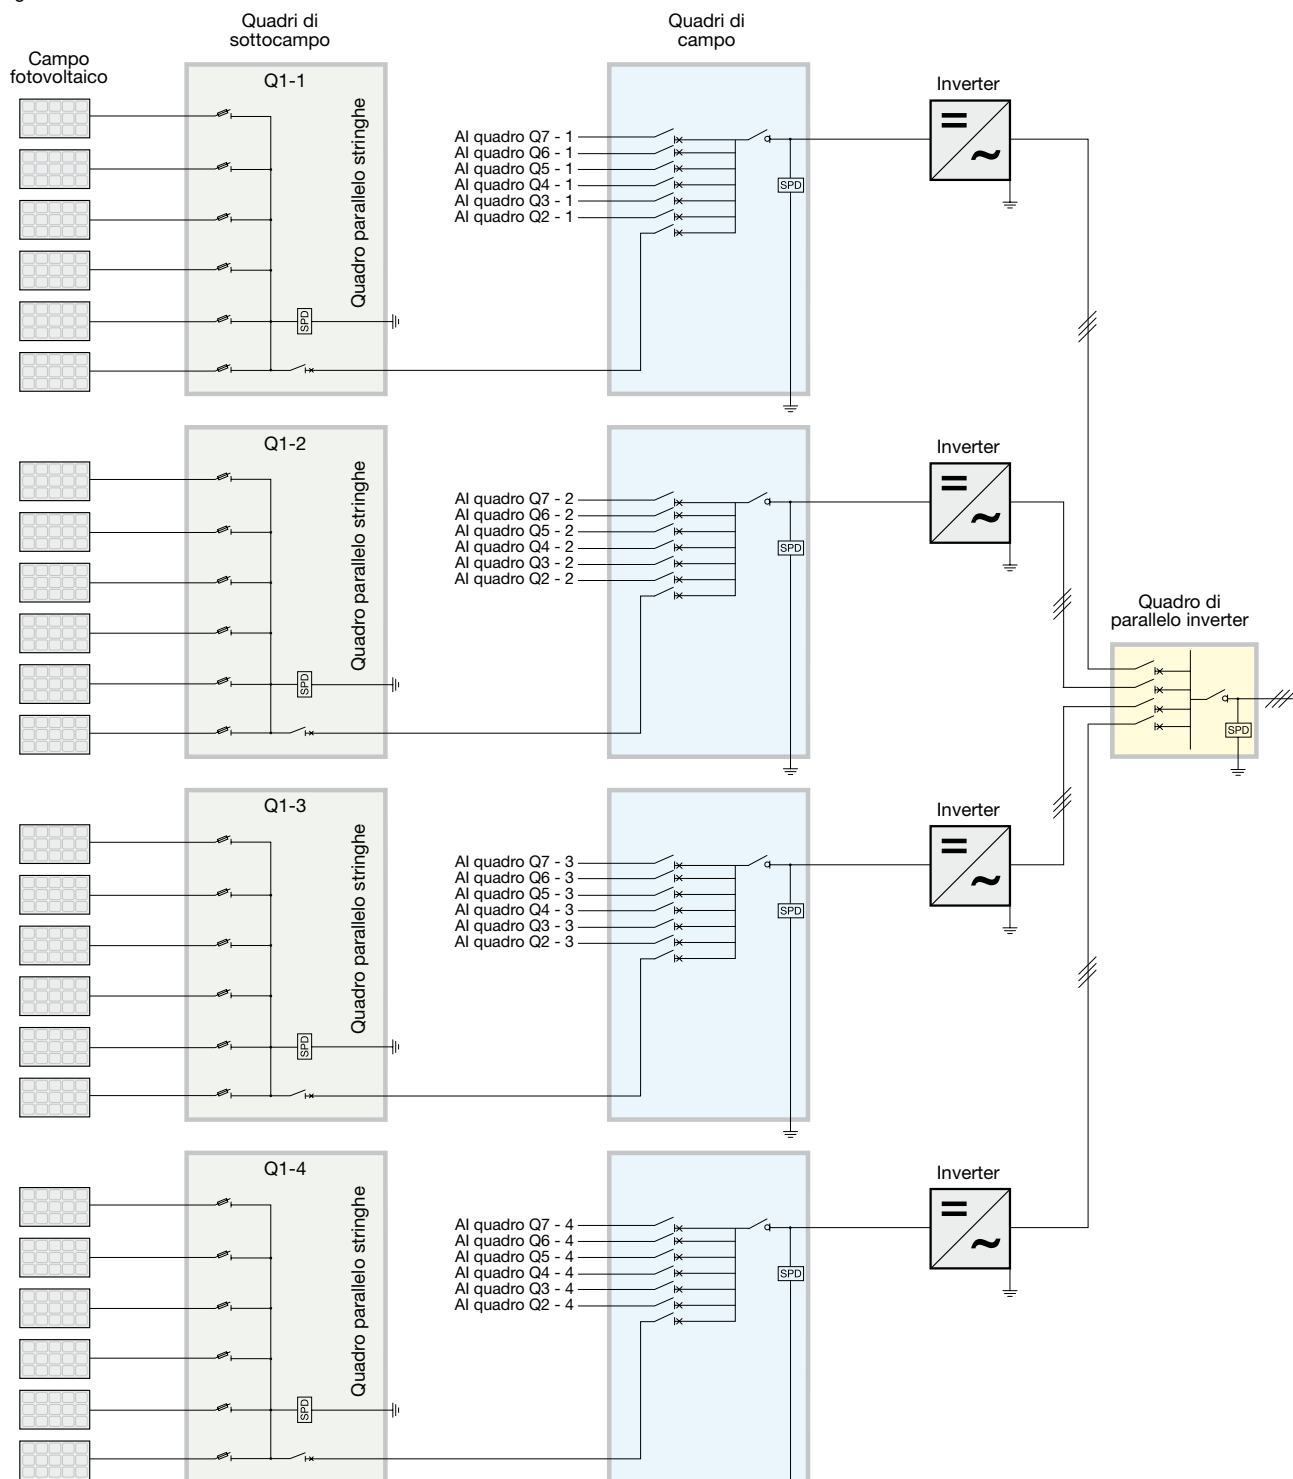 Quadri di
sottocampo
Quadri di
campo
Campo
fotovoltaico
Q1-1
Quadro parallelo stringhe
SPD
Al quadro Q7 - 1
Al quadro Q6 - 1
Al quadro Q5 - 1
Al quadro Q4 - 1
Al quadro Q3 - 1
Al quadro Q2 - 1
SPD
Inverter
Q1-2
Quadro parallelo stringhe
SPD
Al quadro Q7 - 2
Al quadro Q6 - 2
Al quadro Q5 - 2
Al quadro Q4 - 2
Al quadro Q3 - 2
Al quadro Q2 - 2
SPD
Inverter
Quadro di
parallelo inverter
SPD
Q1-3
Quadro parallelo stringhe
SPD
Al quadro Q7 - 3
Al quadro Q6 - 3
Al quadro Q5 - 3
Al quadro Q4 - 3
Al quadro Q3 - 3
Al quadro Q2 - 3
SPD
Inverter
Q1-4
Quadro parallelo stringhe
SPD
Al quadro Q7 - 4
Al quadro Q6 - 4
Al quadro Q5 - 4
Al quadro Q4 - 4
Al quadro Q3 - 4
Al quadro Q2 - 4
SPD
Inverter